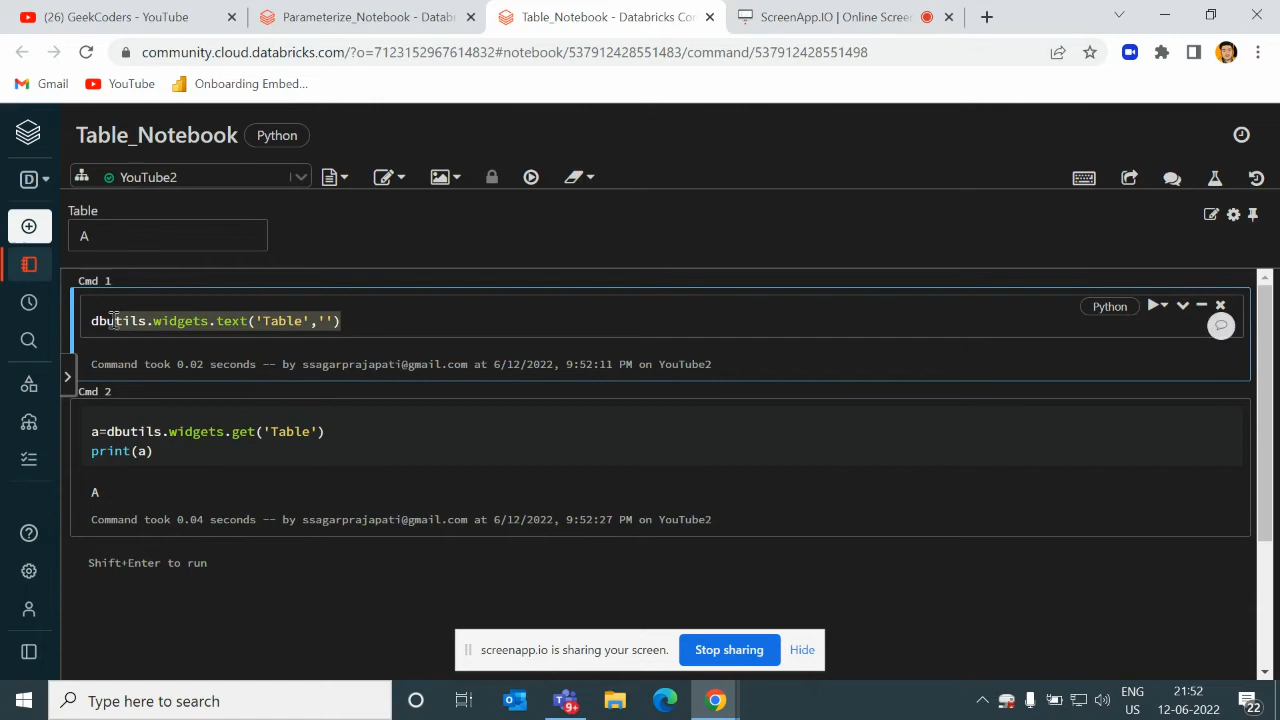 (26) GeekCoders - YouTube
Parameterize_Notebook - Datab
Table_Notebook - Databricks Co
ScreenApp.IO | Online Scree
community.cloud.databricks.com/?o=7123152967614832#notebook/537912428551483/command/537912428551498
Gmail
YouTube
Onboarding Embed...
Table_Notebook
Python
D
YouTube2
Table
A
Cmd 1
Python
dbutils.widgets.text('Table','')
Command took 0.02 seconds -- by ssagarprajapati@gmail.com at 6/12/2022, 9:52:11 PM on YouTube2
Cmd 2
a=dbutils.widgets.get('Table')
print(a)
A
Command took 0.04 seconds -- by ssagarprajapati@gmail.com at 6/12/2022, 9:52:27 PM on YouTube2
Shift+Enter to run
screenapp.io is sharing your screen.
Stop sharing
Hide
Type here to search
9+
ENG
US
21:52
12-06-2022
22